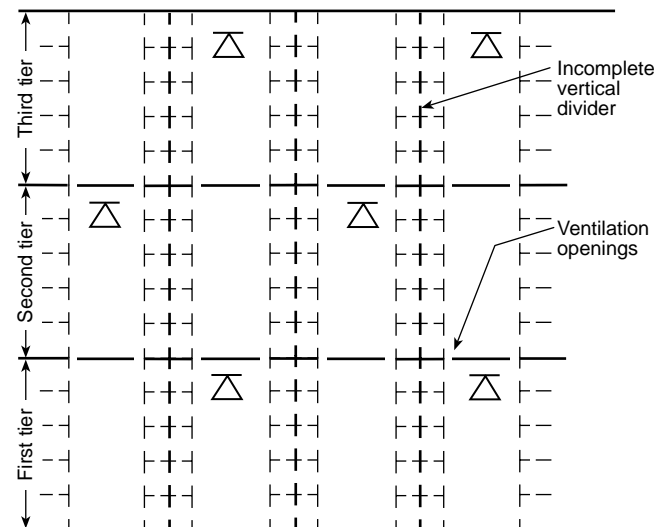 Third tier
Second tier
First tier
Incomplete
vertical
divider
Ventilation
openings